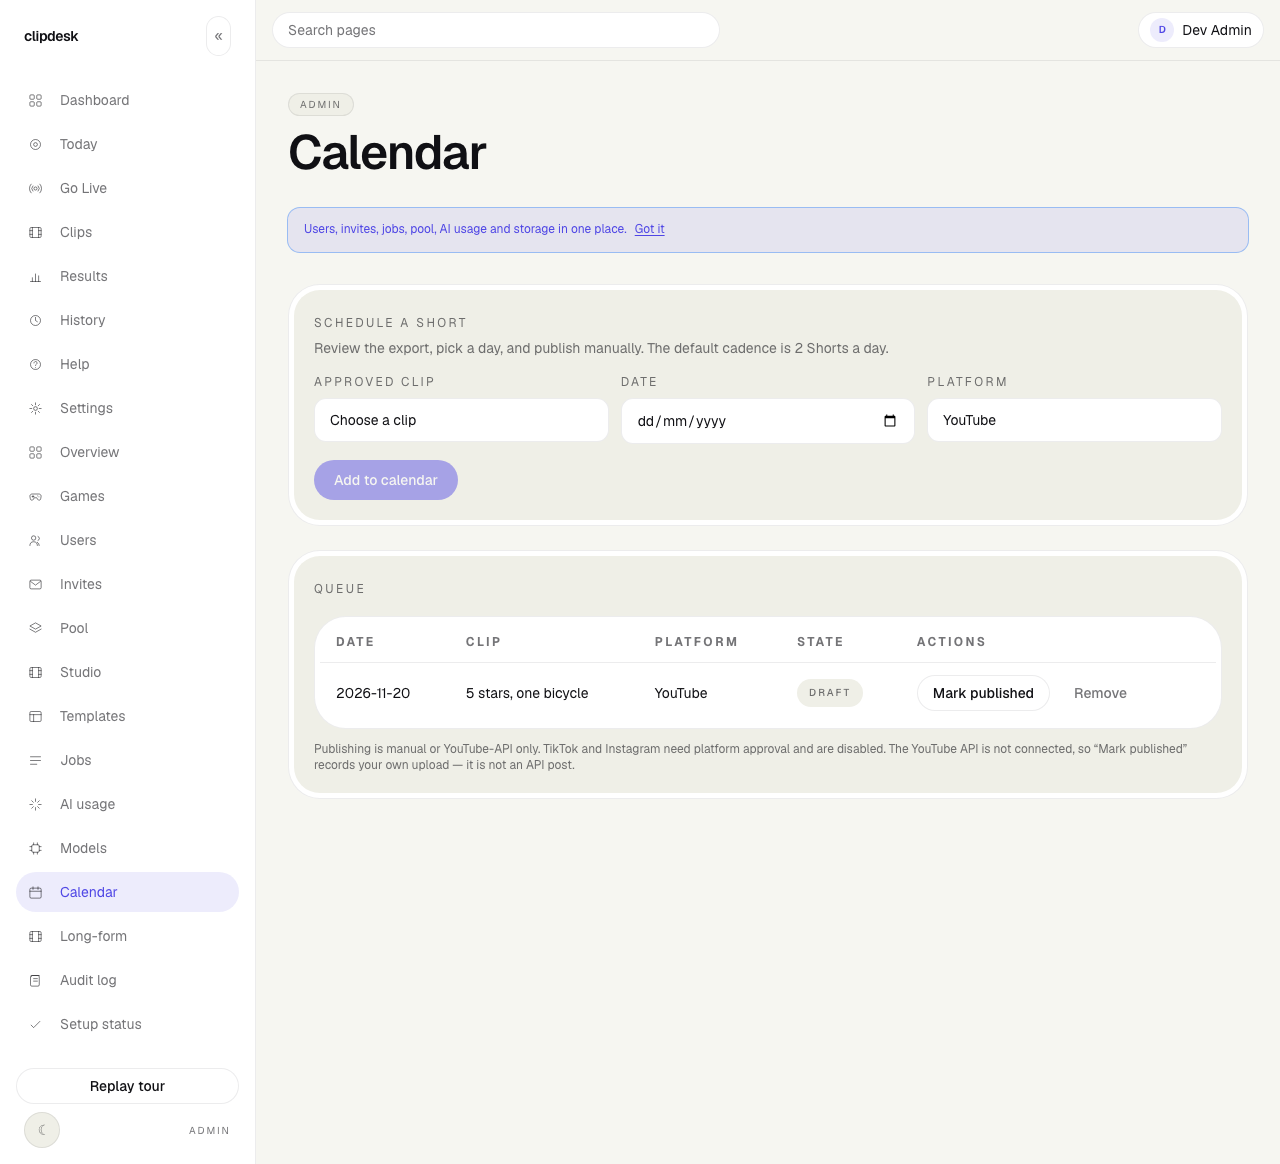 clipdesk
«
Search pages
D
Dev Admin
Dashboard
Today
Go Live
Clips
Results
History
Help
Settings
Overview
Games
Users
Invites
Pool
Studio
Templates
Jobs
AI usage
Models
Calendar
Long-form
Audit log
Setup status
Replay tour
ADMIN
ADMIN
Calendar
Users, invites, jobs, pool, AI usage and storage in one place. Got it
SCHEDULE A SHORT
Review the export, pick a day, and publish manually. The default cadence is 2 Shorts a day.
APPROVED CLIP DATE PLATFORM
Choose a clip dd/mm/yyyy YouTube
Add to calendar
QUEUE
DATE CLIP PLATFORM STATE ACTIONS
2026-11-20 5 stars, one bicycle YouTube DRAFT Mark published Remove
Publishing is manual or YouTube-API only. TikTok and Instagram need platform approval and are disabled. The YouTube API is not connected, so “Mark published”
records your own upload — it is not an API post.